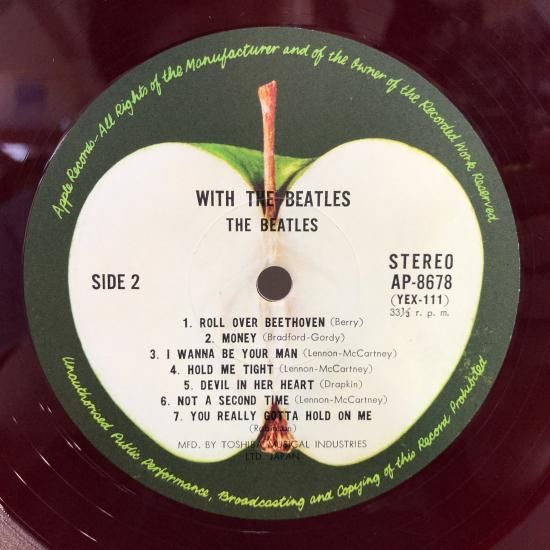 Apple Records-All Rights of the Manufacturer and of the Owner of the Recorded Work Reserved
WITH THE BEATLES
THE BEATLES
SIDE 2
STEREO
AP-8678
(YEX-111)
33⅓ r. p. m.
1. ROLL OVER BEETHOVEN (Berry)
2. MONEY (Bradford-Gordy)
3. I WANNA BE YOUR MAN (Lennon-McCartney)
4. HOLD ME TIGHT (Lennon-McCartney)
5. DEVIL IN HER HEART (Drapkin)
6. NOT A SECOND TIME (Lennon-McCartney)
7. YOU REALLY GOTTA HOLD ON ME
(Robinson)
MFD. BY TOSHIBA MUSICAL INDUSTRIES
LTD. JAPAN
Unauthorised Public Performance, Broadcasting and Copying of this Record Prohibited